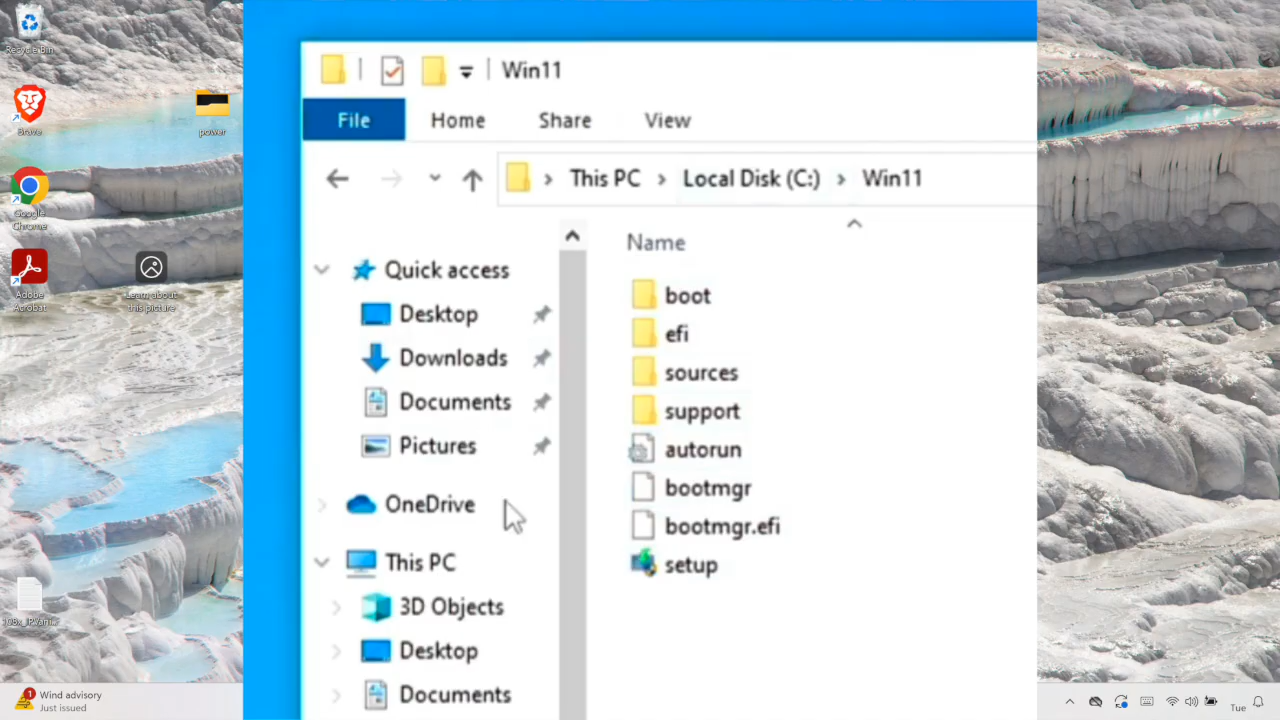 Recycle Bin
Brave
power
Google
Chrome
Adobe
Acrobat
Learn about
this picture
Wind advisory
Just issued
1
Win11
File
Home
Share
View
This PC
Local Disk (C:)
Win11
Name
Quick access
Desktop
Downloads
Documents
Pictures
OneDrive
This PC
3D Objects
Desktop
Documents
boot
efi
sources
support
autorun
bootmgr
bootmgr.efi
setup
Tue